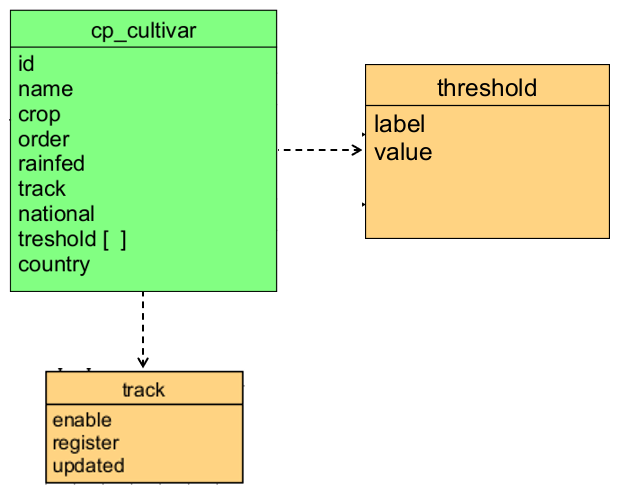 cp_cultivar
id
name
crop
order
rainfed
track
national
treshold [  ]
country
threshold
label
value
track
enable
register
updated